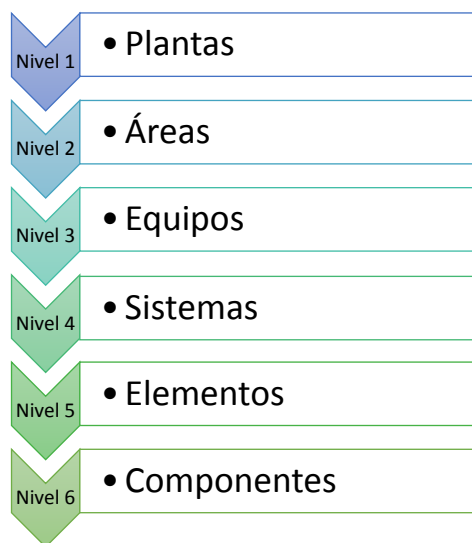 Nivel 1
• Plantas
Nivel 2
• Áreas
Nivel 3
• Equipos
Nivel 4
• Sistemas
Nivel 5
• Elementos
Nivel 6
• Componentes